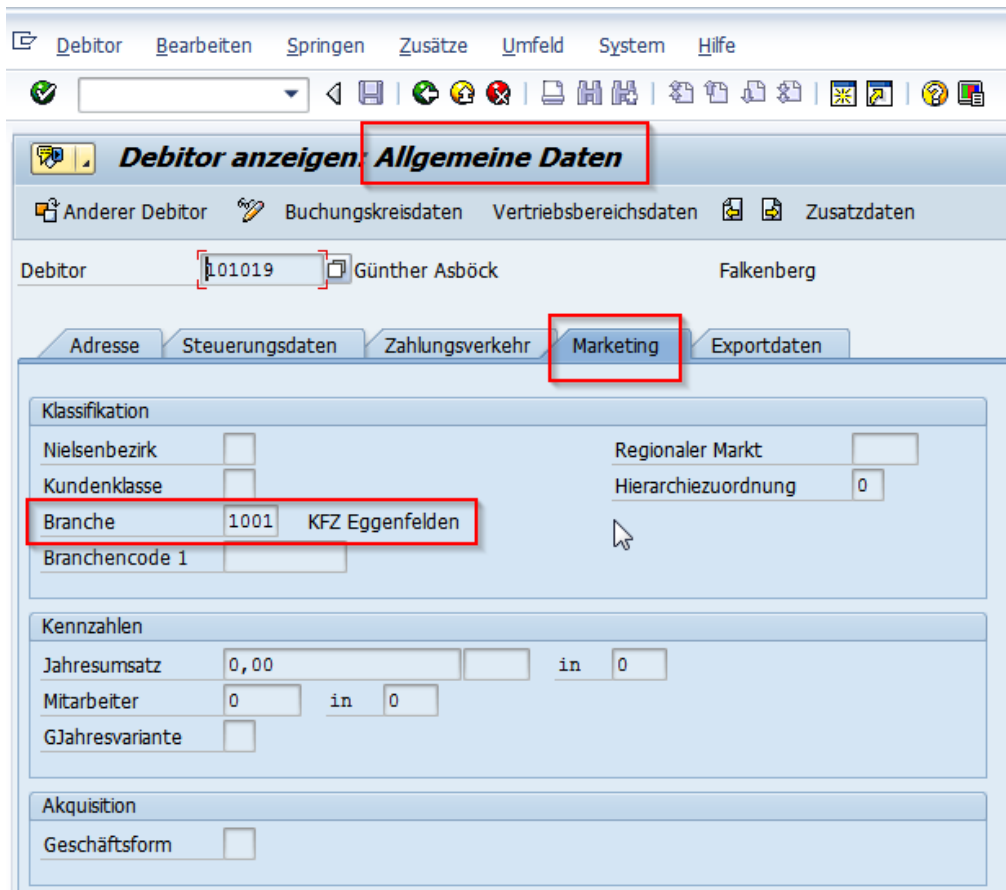 Debitor Bearbeiten Springen Zusätze Umfeld System Hilfe
Debitor anzeigen: Allgemeine Daten
Anderer Debitor Buchungskreisdaten Vertriebsbereichsdaten Zusatzdaten
Debitor 101019 Günther Asböck Falkenberg
Adresse Steuerungsdaten Zahlungsverkehr Marketing Exportdaten
Klassifikation
Nielsenbezirk Regionaler Markt
Kundenklasse Hierarchiezuordnung 0
Branche 1001 KFZ Eggenfelden
Branchencode 1
Kennzahlen
Jahresumsatz 0,00 in 0
Mitarbeiter 0 in 0
GJahresvariante
Akquisition
Geschäftsform